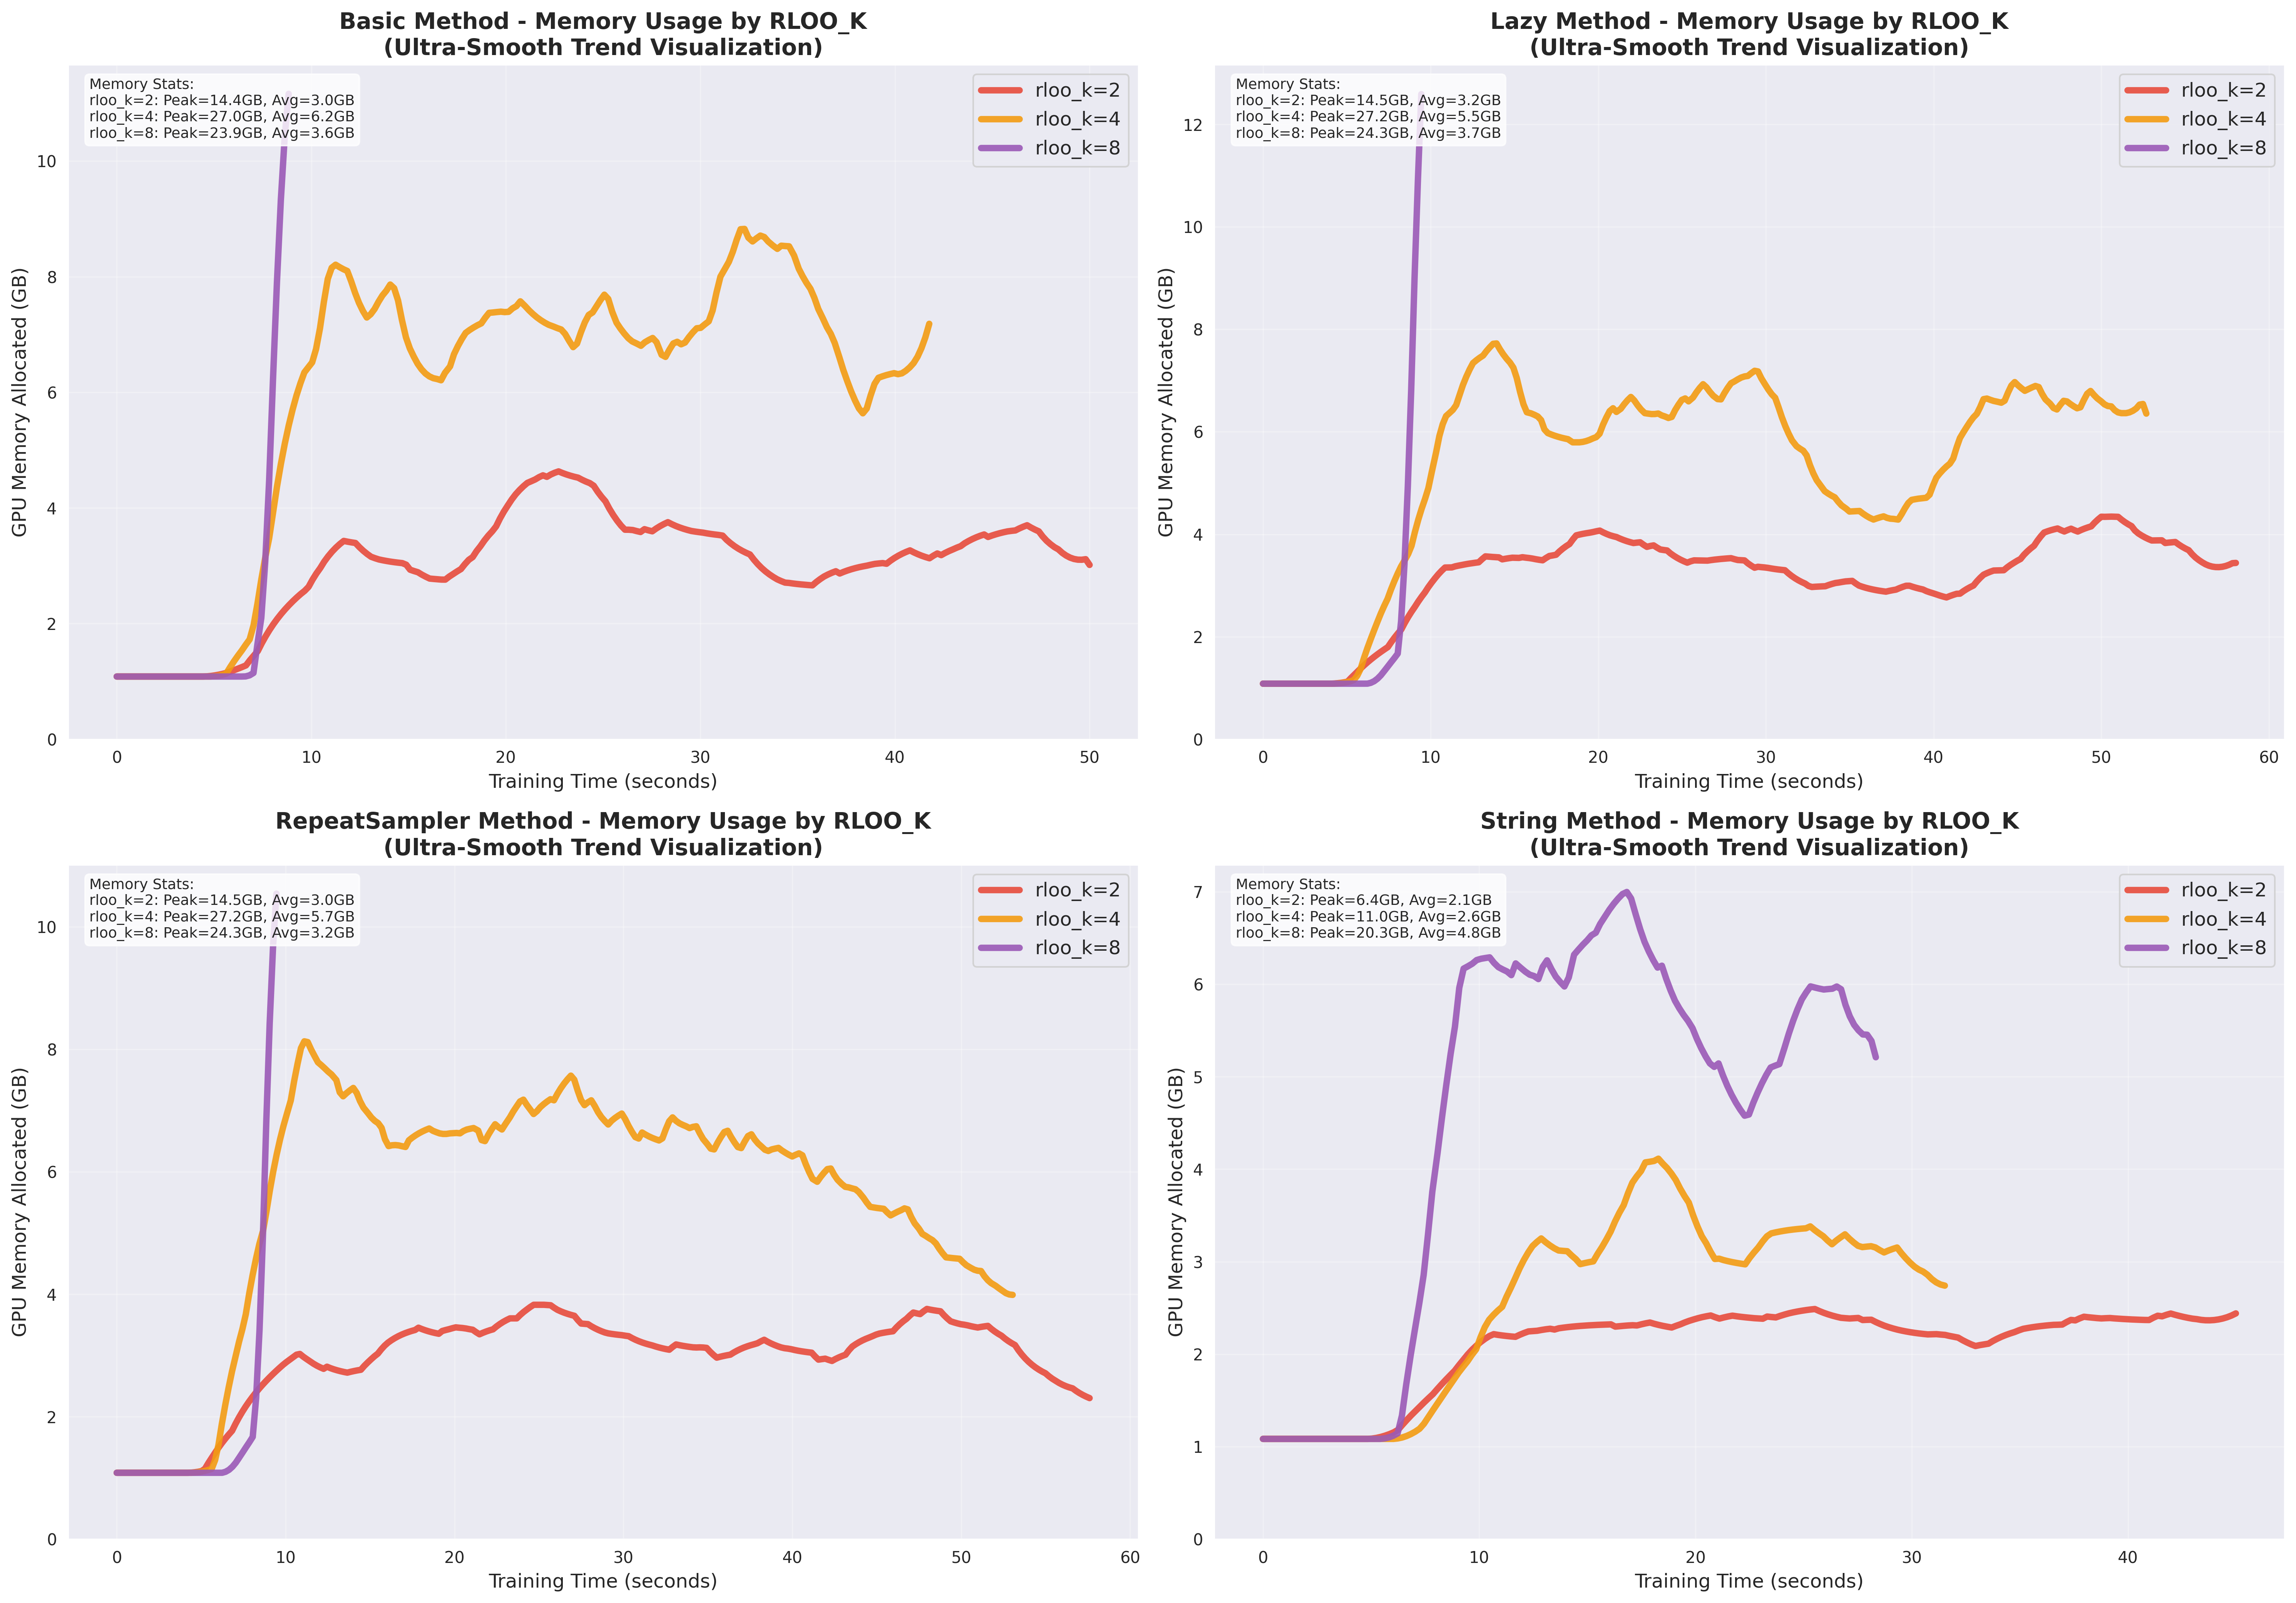 Basic Method - Memory Usage by RLOO_K
(Ultra-Smooth Trend Visualization)
Memory Stats:
rloo_k=2: Peak=14.4GB, Avg=3.0GB
rloo_k=4: Peak=27.0GB, Avg=6.2GB
rloo_k=8: Peak=23.9GB, Avg=3.6GB
rloo_k=2
rloo_k=4
rloo_k=8
GPU Memory Allocated (GB)
10
8
6
4
2
0
0 10 20 30 40 50
Training Time (seconds)
Lazy Method - Memory Usage by RLOO_K
(Ultra-Smooth Trend Visualization)
Memory Stats:
rloo_k=2: Peak=14.5GB, Avg=3.2GB
rloo_k=4: Peak=27.2GB, Avg=5.5GB
rloo_k=8: Peak=24.3GB, Avg=3.7GB
rloo_k=2
rloo_k=4
rloo_k=8
GPU Memory Allocated (GB)
12
10
8
6
4
2
0
0 10 20 30 40 50 60
Training Time (seconds)
RepeatSampler Method - Memory Usage by RLOO_K
(Ultra-Smooth Trend Visualization)
Memory Stats:
rloo_k=2: Peak=14.5GB, Avg=3.0GB
rloo_k=4: Peak=27.2GB, Avg=5.7GB
rloo_k=8: Peak=24.3GB, Avg=3.2GB
rloo_k=2
rloo_k=4
rloo_k=8
GPU Memory Allocated (GB)
10
8
6
4
2
0
0 10 20 30 40 50 60
Training Time (seconds)
String Method - Memory Usage by RLOO_K
(Ultra-Smooth Trend Visualization)
Memory Stats:
rloo_k=2: Peak=6.4GB, Avg=2.1GB
rloo_k=4: Peak=11.0GB, Avg=2.6GB
rloo_k=8: Peak=20.3GB, Avg=4.8GB
rloo_k=2
rloo_k=4
rloo_k=8
GPU Memory Allocated (GB)
7
6
5
4
3
2
1
0
0 10 20 30 40
Training Time (seconds)